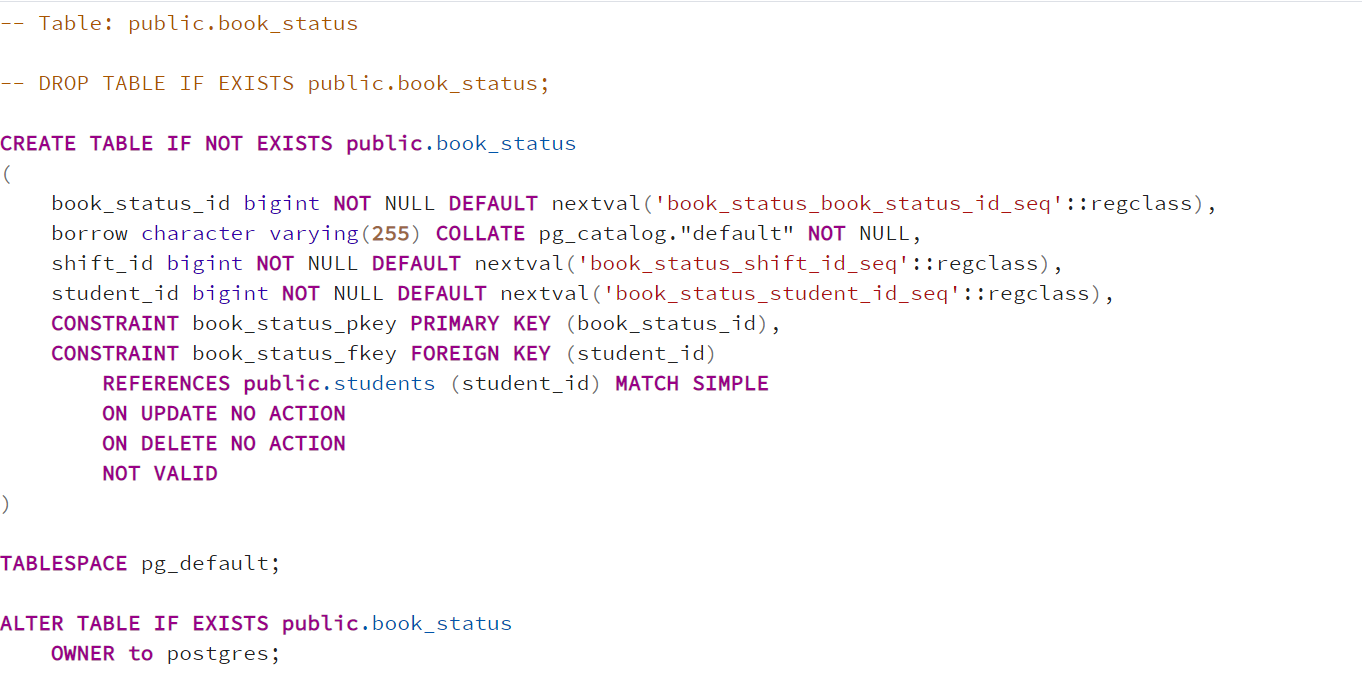 -- Table: public.book_status
-- DROP TABLE IF EXISTS public.book_status;
CREATE TABLE IF NOT EXISTS public.book_status
(
    book_status_id bigint NOT NULL DEFAULT nextval('book_status_book_status_id_seq'::regclass),
    borrow character varying(255) COLLATE pg_catalog."default" NOT NULL,
    shift_id bigint NOT NULL DEFAULT nextval('book_status_shift_id_seq'::regclass),
    student_id bigint NOT NULL DEFAULT nextval('book_status_student_id_seq'::regclass),
    CONSTRAINT book_status_pkey PRIMARY KEY (book_status_id),
    CONSTRAINT book_status_fkey FOREIGN KEY (student_id)
        REFERENCES public.students (student_id) MATCH SIMPLE
        ON UPDATE NO ACTION
        ON DELETE NO ACTION
        NOT VALID
)
TABLESPACE pg_default;
ALTER TABLE IF EXISTS public.book_status
    OWNER to postgres;